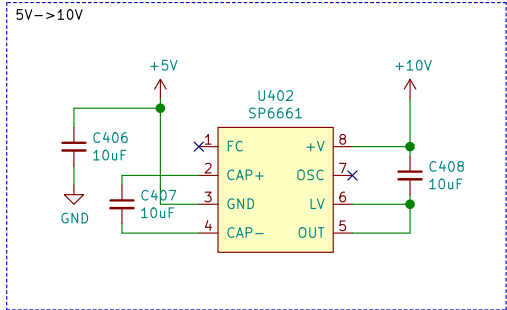 5V->10V
+5V
+10V
U402
SP6661
C406
10uF
GND
C407
10uF
1 FC
2 CAP+
3 GND
4 CAP-
+V 8
OSC 7
LV 6
OUT 5
C408
10uF